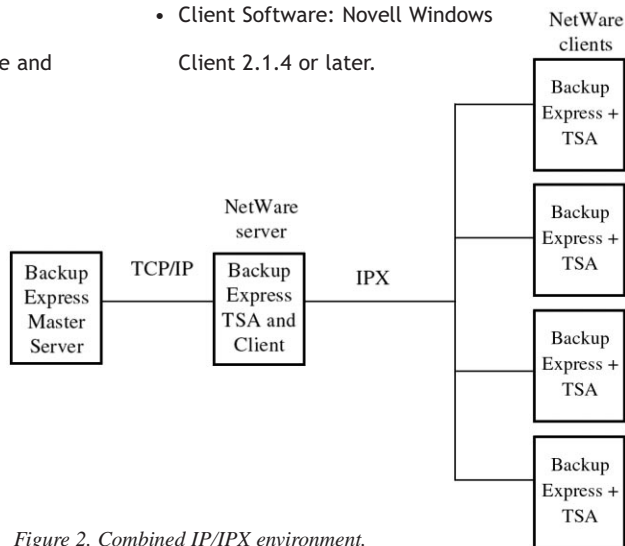 e and
• Client Software: Novell Windows
Client 2.1.4 or later.
NetWare
clients
Backup
Express +
TSA
Backup
Express +
TSA
NetWare
server
Backup
Express
Master
Server
TCP/IP
Backup
Express
TSA and
Client
IPX
Backup
Express +
TSA
Backup
Express +
TSA
Figure 2. Combined IP/IPX environment.